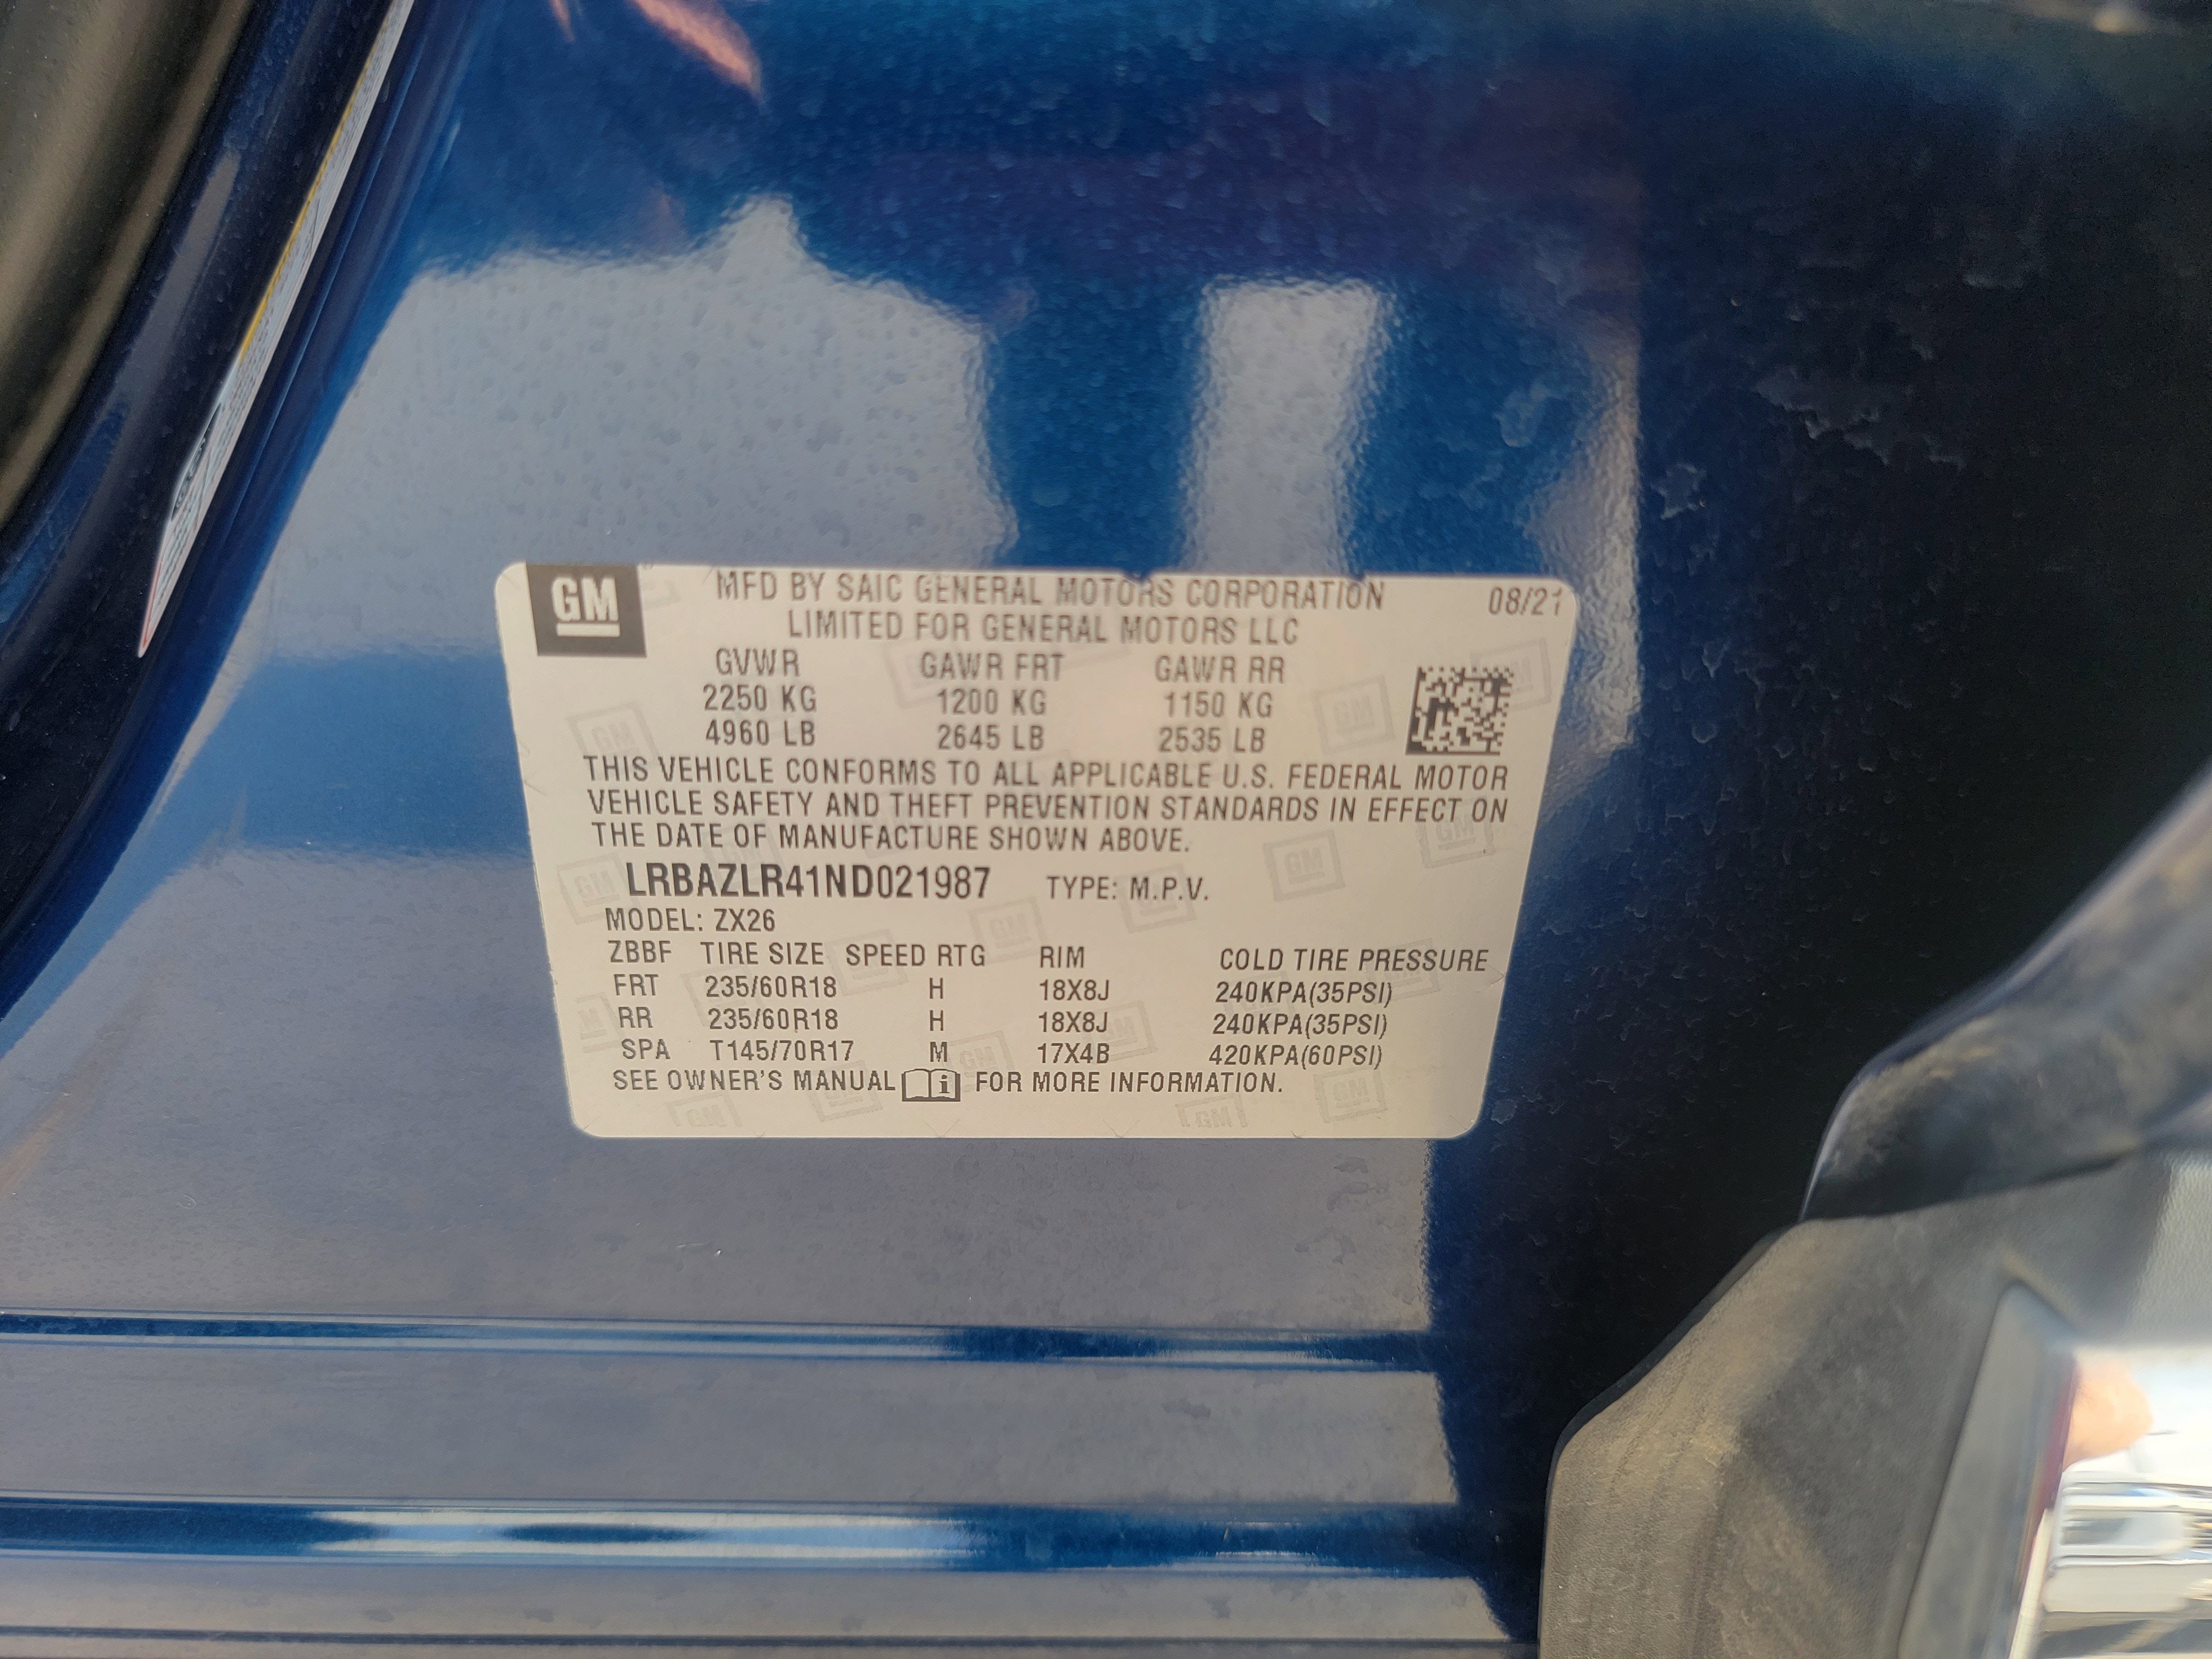 GM
MFD BY SAIC GENERAL MOTORS CORPORATION 08/21
LIMITED FOR GENERAL MOTORS LLC
GVWR GAWR FRT GAWR RR
2250 KG 1200 KG 1150 KG
4960 LB 2645 LB 2535 LB
THIS VEHICLE CONFORMS TO ALL APPLICABLE U.S. FEDERAL MOTOR
VEHICLE SAFETY AND THEFT PREVENTION STANDARDS IN EFFECT ON
THE DATE OF MANUFACTURE SHOWN ABOVE.
LRBAZLR41ND021987 TYPE: M.P.V.
MODEL: ZX26
ZBBF TIRE SIZE SPEED RTG RIM COLD TIRE PRESSURE
FRT 235/60R18 H 18X8J 240KPA(35PSI)
RR 235/60R18 H 18X8J 240KPA(35PSI)
SPA T145/70R17 M 17X4B 420KPA(60PSI)
SEE OWNER'S MANUAL i FOR MORE INFORMATION.